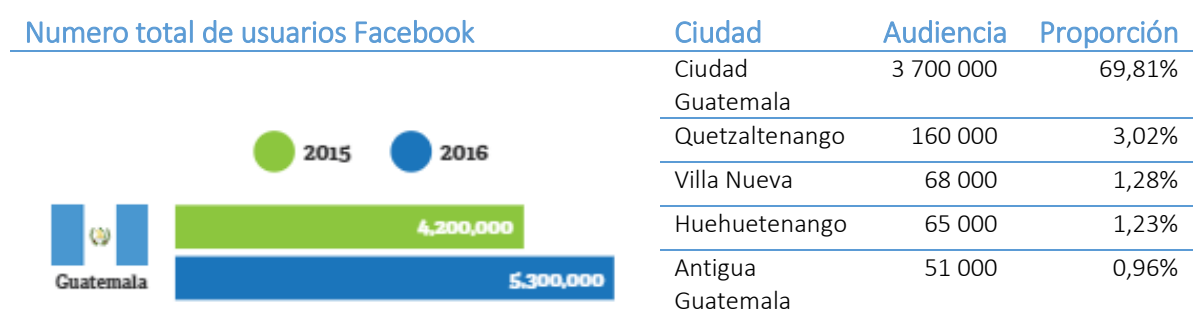 Numero total de usuarios Facebook
2015 2016
4,200,000
5,300,000
Guatemala
Ciudad Audiencia Proporción
Ciudad 3 700 000 69,81%
Guatemala
Quetzaltenango 160 000 3,02%
Villa Nueva 68 000 1,28%
Huehuetenango 65 000 1,23%
Antigua 51 000 0,96%
Guatemala